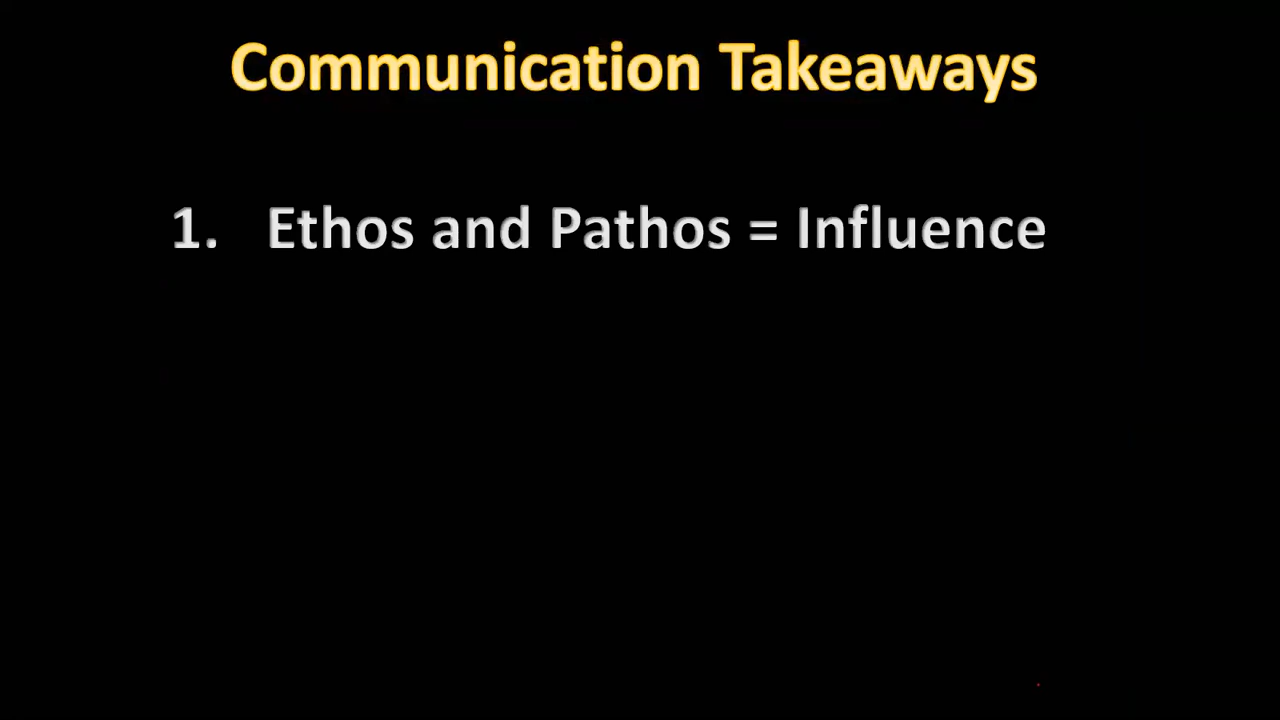 Communication Takeaways
1. Ethos and Pathos = Influence